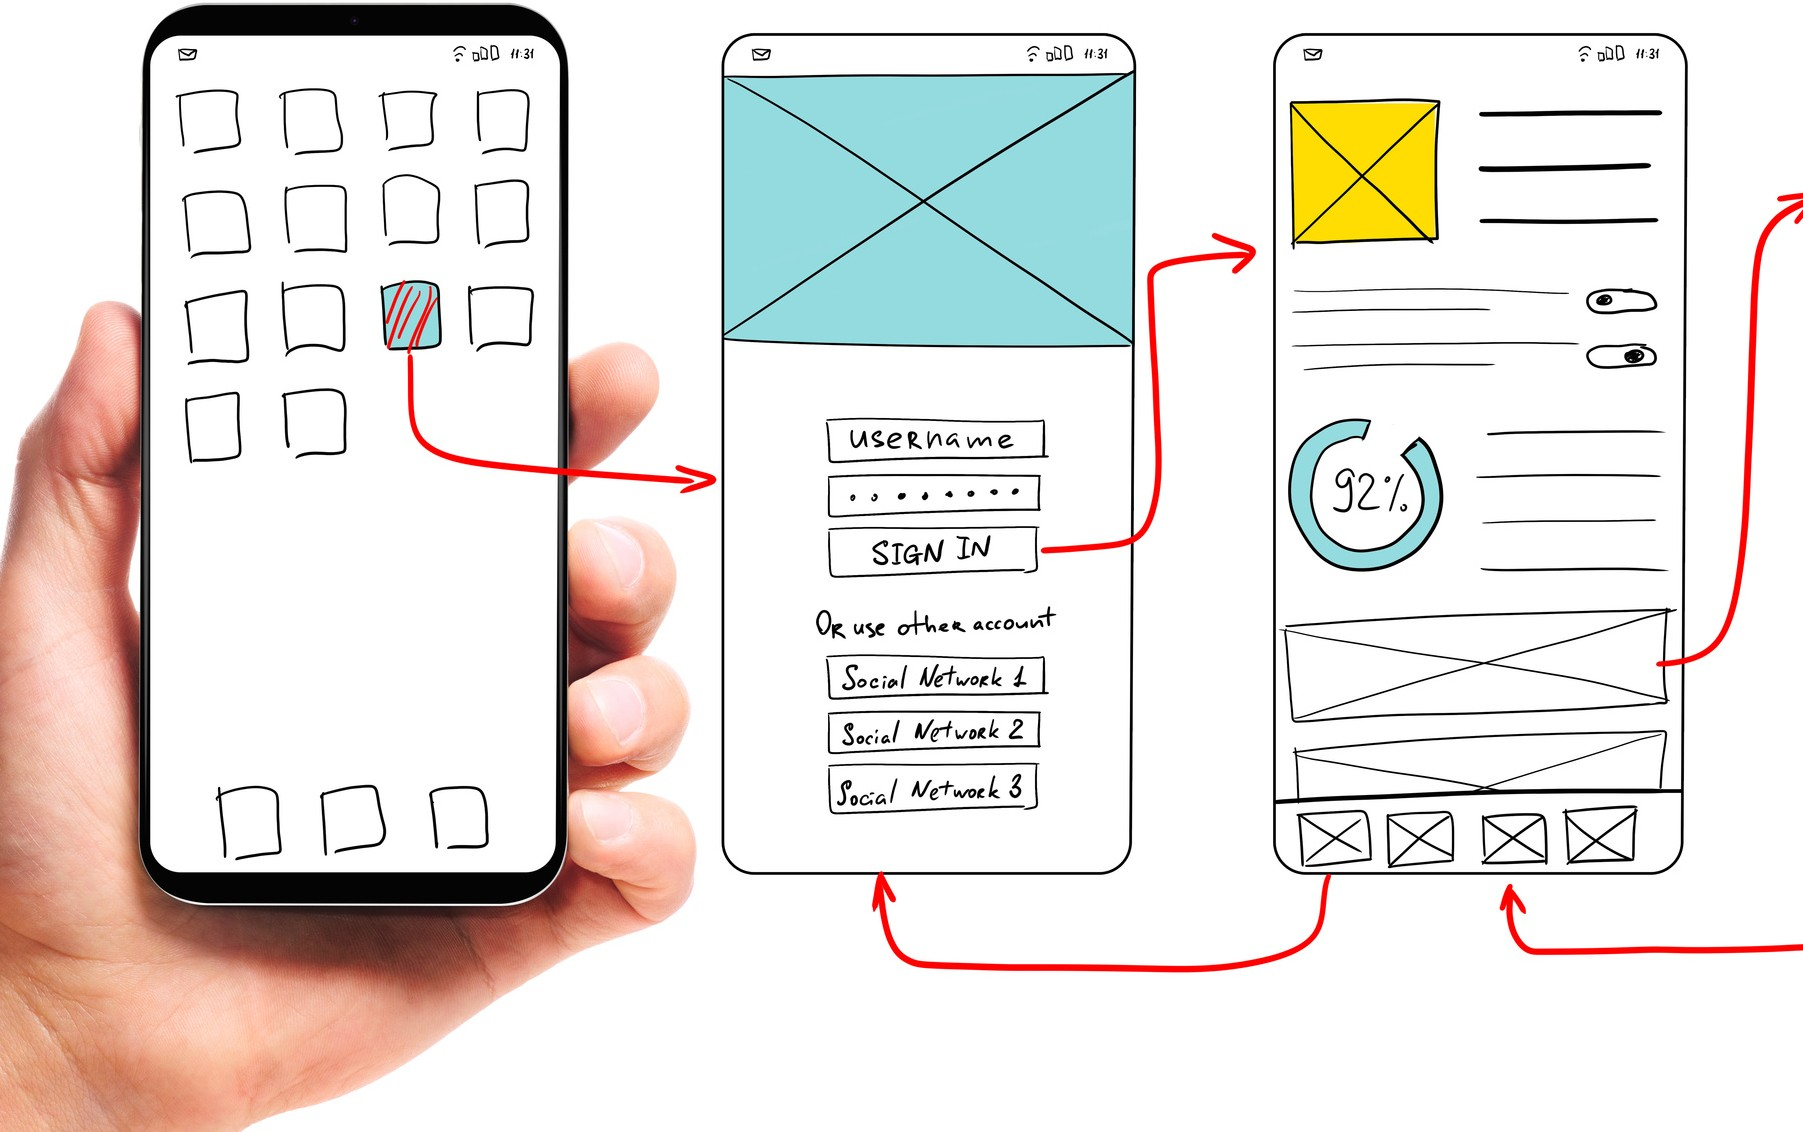 11:31
11:31
username
SIGN IN
Or use other account
Social Network 1
Social Network 2
Social Network 3
11:31
92%